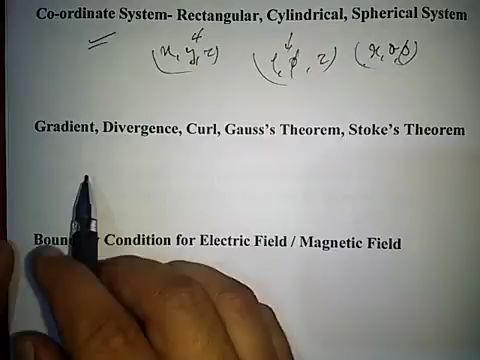 Co-ordinate System- Rectangular, Cylindrical, Spherical System
(x, y, z) (ρ, ϕ, z) (r, θ, ϕ)
Gradient, Divergence, Curl, Gauss's Theorem, Stoke's Theorem
Condition for Electric Field / Magnetic Field